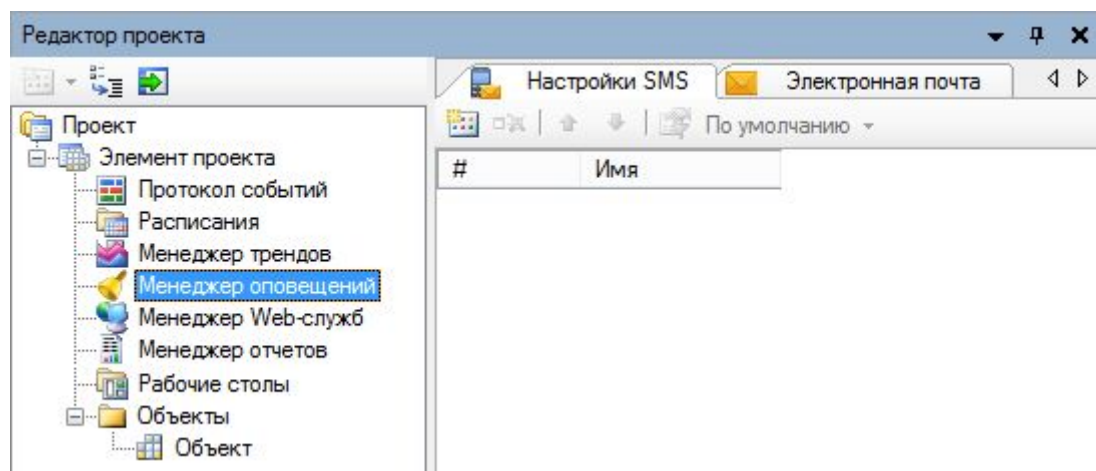 Редактор проекта
Настройки SMS Электронная почта
По умолчанию
# Имя
Проект
Элемент проекта
Протокол событий
Расписания
Менеджер трендов
Менеджер оповещений
Менеджер Web-служб
Менеджер отчетов
Рабочие столы
Объекты
Объект